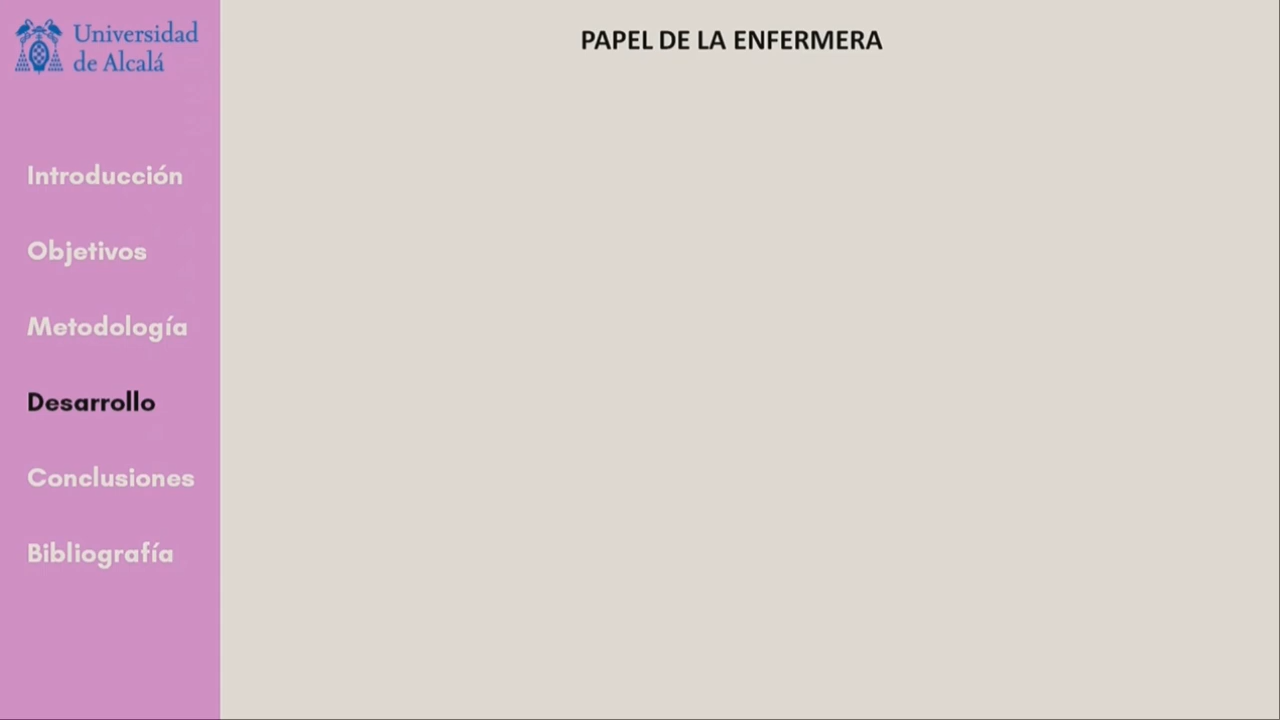 Universidad
de Alcalá
PAPEL DE LA ENFERMERA
Introducción
Objetivos
Metodología
Desarrollo
Conclusiones
Bibliografía